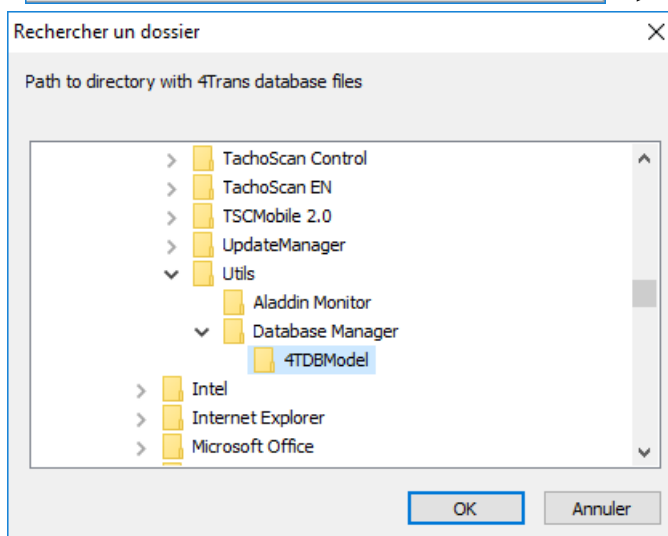 Rechercher un dossier
Path to directory with 4Trans database files
TachoScan Control
TachoScan EN
TSCMobile 2.0
UpdateManager
Utils
Aladdin Monitor
Database Manager
4TDBModel
Intel
Internet Explorer
Microsoft Office
OK Annuler